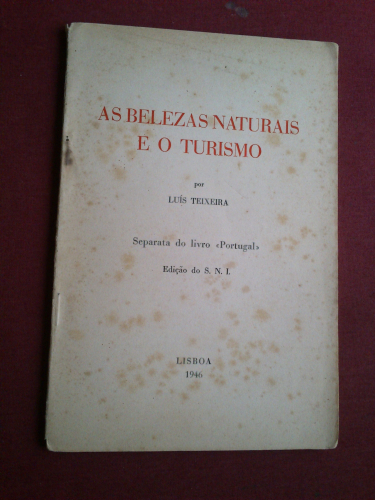 AS BELEZAS NATURAIS
E O TURISMO
por
LUÍS TEIXEIRA
Separata do livro «Portugal»
Edição do S. N. I.
LISBOA
1946